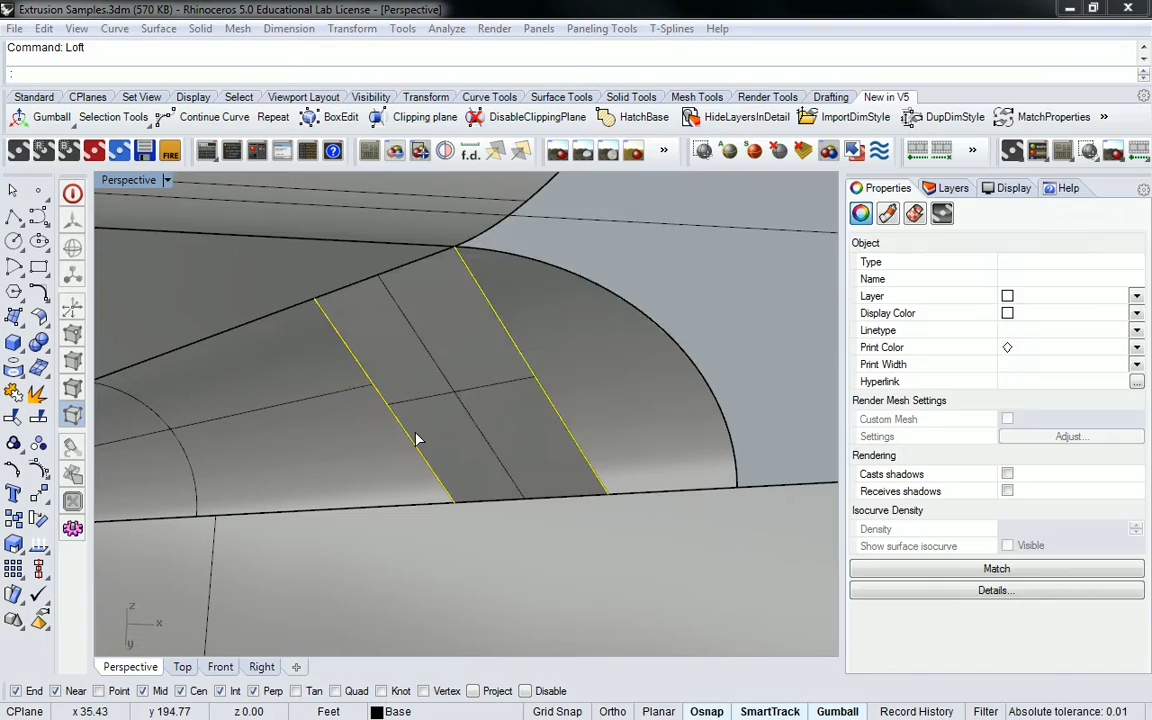 Extrusion Samples.3dm (570 KB) - Rhinoceros 5.0 Educational Lab License - [Perspective]
File Edit View Curve Surface Solid Mesh Dimension Transform Tools Analyze Render Panels Paneling Tools T-Splines Help
Command: Loft
:
Standard CPlanes Set View Display Select Viewport Layout Visibility Transform Curve Tools Surface Tools Solid Tools Mesh Tools Render Tools Drafting New in V5
Gumball Selection Tools Continue Curve Repeat BoxEdit Clipping plane DisableClippingPlane HatchBase HideLayersInDetail ImportDimStyle DupDimStyle MatchProperties »
FIRE f.d. » »
Perspective
Properties Layers Display Help
Object
Type
Name
Layer
Display Color
Linetype
Print Color
Print Width
Hyperlink ...
Render Mesh Settings
Custom Mesh
Settings Adjust...
Rendering
Casts shadows
Receives shadows
Isocurve Density
Density
Show surface isocurve Visible
Match
Details...
z
x
y
Perspective Top Front Right
End Near Point Mid Cen Int Perp Tan Quad Knot Vertex Project Disable
CPlane x 35.43 y 194.77 z 0.00 Feet Base Grid Snap Ortho Planar Osnap SmartTrack Gumball Record History Filter Absolute tolerance: 0.01